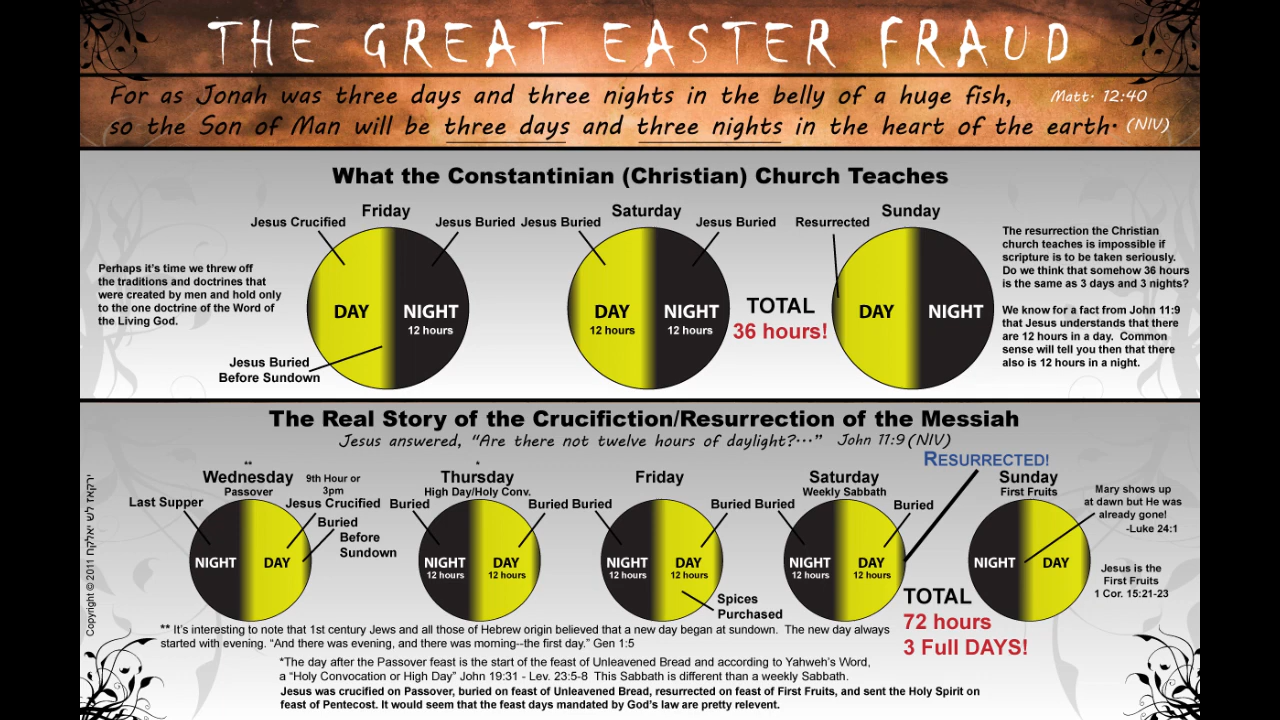 THE GREAT EASTER FRAUD
For as Jonah was three days and three nights in the belly of a huge fish, Matt. 12:40
so the Son of Man will be three days and three nights in the heart of the earth. (NIV)
What the Constantinian (Christian) Church Teaches
Friday
Saturday
Sunday
Jesus Crucified
Jesus Buried
Jesus Buried
Jesus Buried
Resurrected
Perhaps it's time we threw off
the traditions and doctrines that
were created by men and hold only
to the one doctrine of the Word of
the Living God.
DAY
NIGHT
12 hours
Jesus Buried
Before Sundown
DAY
12 hours
NIGHT
12 hours
TOTAL
36 hours!
DAY
NIGHT
The resurrection the Christian
church teaches is impossible if
scripture is to be taken seriously.
Do we think that somehow 36 hours
is the same as 3 days and 3 nights?
We know for a fact from John 11:9
that Jesus understands that there
are 12 hours in a day. Common
sense will tell you then that there
also is 12 hours in a night.
The Real Story of the Crucifiction/Resurrection of the Messiah
Jesus answered, "Are there not twelve hours of daylight?..." John 11:9 (NIV)
RESURRECTED!
**
Wednesday
Passover
9th Hour or
3pm
Last Supper
Jesus Crucified
Buried
Before
Sundown
NIGHT
DAY
*
Thursday
High Day/Holy Conv.
Buried
Buried
NIGHT
12 hours
DAY
12 hours
Friday
Buried
Buried
NIGHT
12 hours
DAY
12 hours
Spices
Purchased
Saturday
Weekly Sabbath
Buried
Buried
NIGHT
12 hours
DAY
12 hours
TOTAL
72 hours
3 Full DAYS!
Sunday
First Fruits
NIGHT
DAY
Mary shows up
at dawn but He was
already gone!
-Luke 24:1
Jesus is the
First Fruits
1 Cor. 15:21-23
** It's interesting to note that 1st century Jews and all those of Hebrew origin believed that a new day began at sundown. The new day always
started with evening. "And there was evening, and there was morning--the first day." Gen 1:5
*The day after the Passover feast is the start of the feast of Unleavened Bread and according to Yahweh's Word,
a "Holy Convocation or High Day" John 19:31 - Lev. 23:5-8 This Sabbath is different than a weekly Sabbath.
Jesus was crucified on Passover, buried on feast of Unleavened Bread, resurrected on feast of First Fruits, and sent the Holy Spirit on
feast of Pentecost. It would seem that the feast days mandated by God's law are pretty relevent.
Copyright © 2011